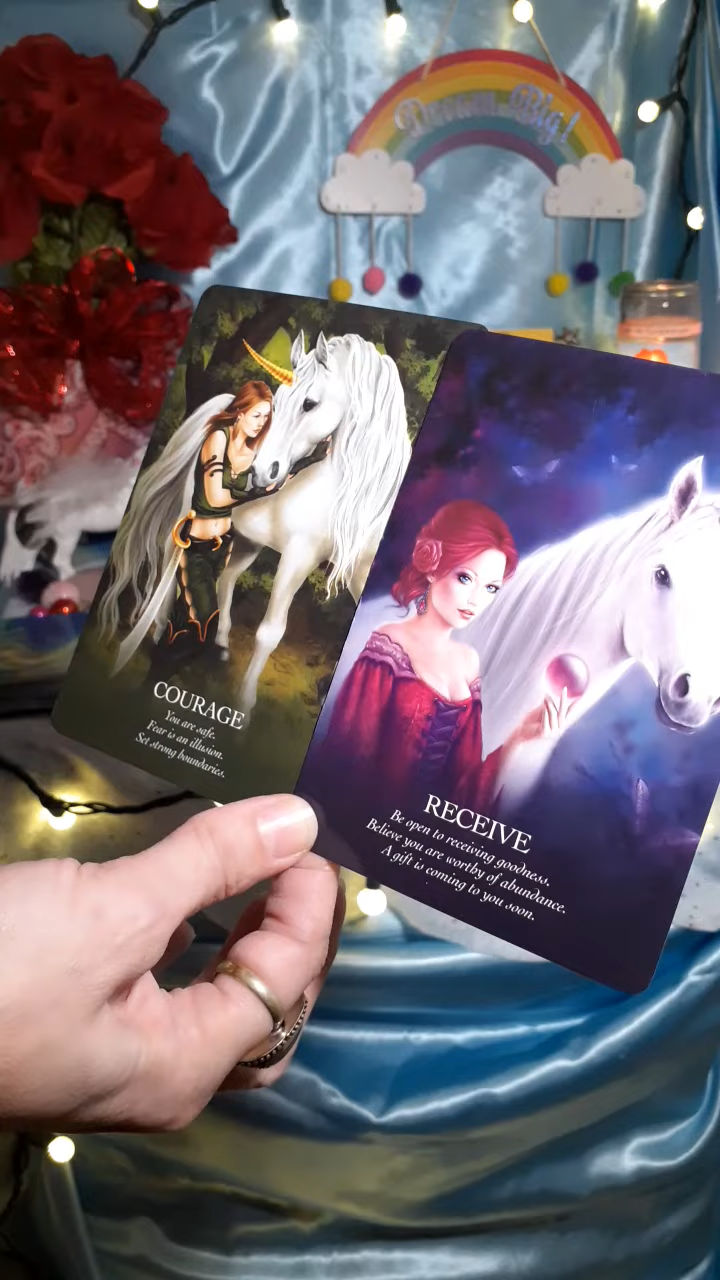 Dream Big!
COURAGE
You are safe.
Fear is an illusion.
Set strong boundaries.
RECEIVE
Be open to receiving goodness.
Believe you are worthy of abundance.
A gift is coming to you soon.